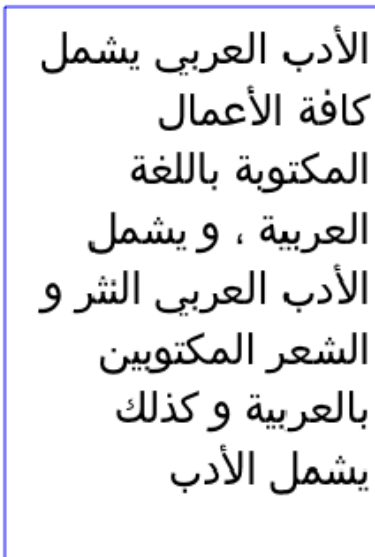 الأدب العربي يشمل
كافة الأعمال
المكتوبة باللغة
العربية ، و يشمل
الأدب العربي النثر و
الشعر المكتوبين
بالعربية و كذلك
يشمل الأدب